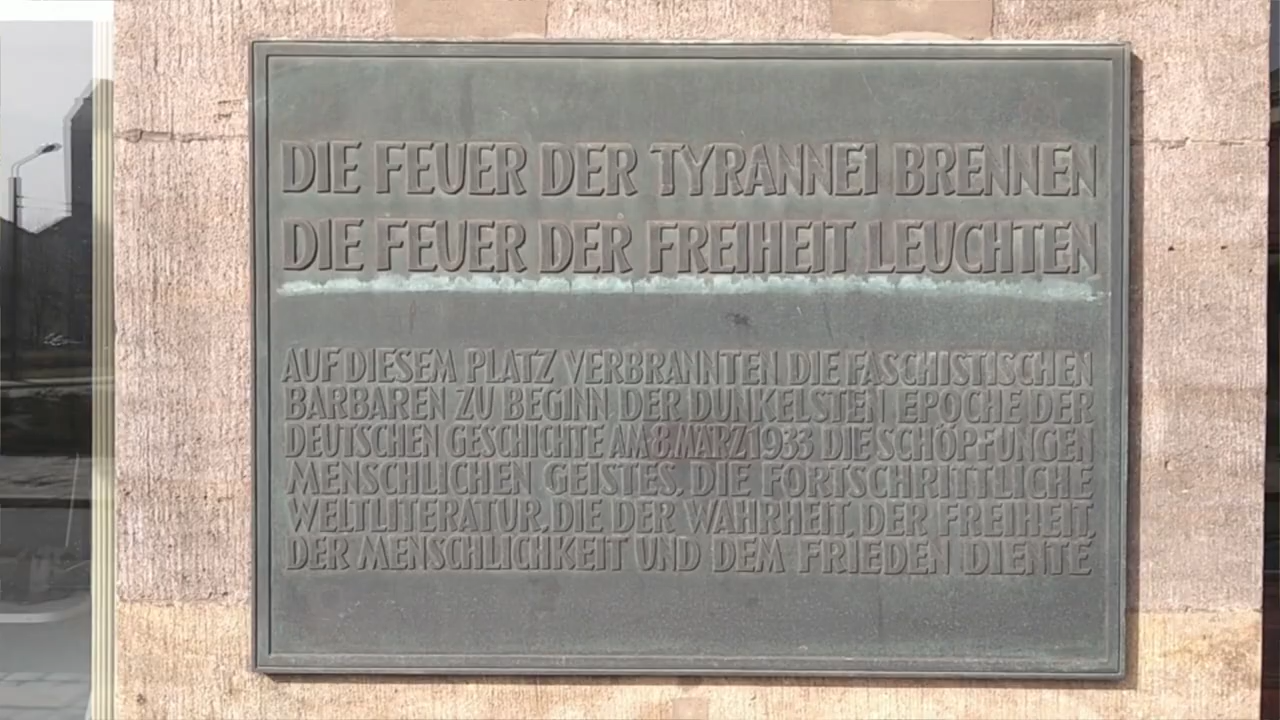 DIE FEUER DER TYRANNEI BRENNEN
DIE FEUER DER FREIHEIT LEUCHTEN
AUF DIESEM PLATZ VERBRANNTEN DIE FASCHISTISCHEN
BARBAREN ZU BEGINN DER DUNKELSTEN EPOCHE DER
DEUTSCHEN GESCHICHTE AM 8. MÄRZ 1933 DIE SCHÖPFUNGEN
MENSCHLICHEN GEISTES, DIE FORTSCHRITTLICHE
WELTLITERATUR, DIE DER WAHRHEIT, DER FREIHEIT,
DER MENSCHLICHKEIT UND DEM FRIEDEN DIENTE